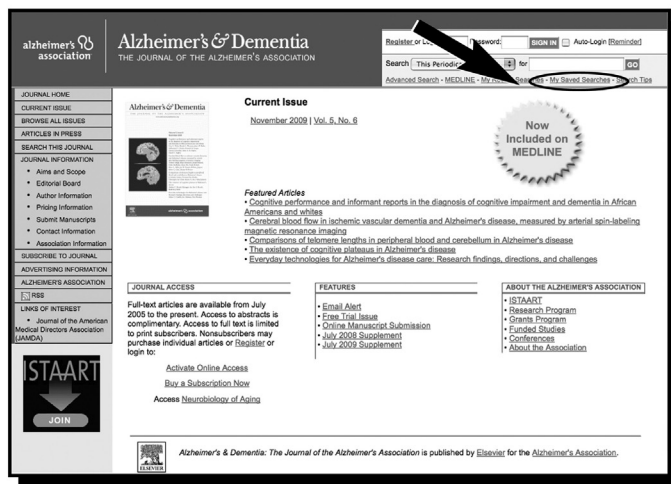 alzheimer's
association
Alzheimer's & Dementia
THE JOURNAL OF THE ALZHEIMER'S ASSOCIATION
Register or Password: SIGN IN Auto-Login [Reminder]
Search This Periodical for GO
Advanced Search - MEDLINE - My Searches - My Saved Searches - Search Tips
JOURNAL HOME
CURRENT ISSUE
BROWSE ALL ISSUES
ARTICLES IN PRESS
SEARCH THIS JOURNAL
JOURNAL INFORMATION
• Aims and Scope
• Editorial Board
• Author Information
• Pricing Information
• Submit Manuscripts
• Contact Information
• Association Information
SUBSCRIBE TO JOURNAL
ADVERTISING INFORMATION
ALZHEIMER'S ASSOCIATION
RSS
LINKS OF INTEREST
• Journal of the American
Medical Directors Association
(JAMDA)
ISTAART
JOIN
Alzheimer's & Dementia
Current Issue
November 2009 | Vol. 5, No. 6
Now
Included on
MEDLINE
Featured Articles
• Cognitive performance and informant reports in the diagnosis of cognitive impairment and dementia in African
Americans and whites
• Cerebral blood flow in ischemic vascular dementia and Alzheimer's disease, measured by arterial spin-labeling
magnetic resonance imaging
• Comparisons of telomere lengths in peripheral blood and cerebellum in Alzheimer's disease
• The existence of cognitive plateaus in Alzheimer's disease
• Everyday technologies for Alzheimer's disease care: Research findings, directions, and challenges
JOURNAL ACCESS
Full-text articles are available from July
2005 to the present. Access to abstracts is
complimentary. Access to full text is limited
to print subscribers. Nonsubscribers may
purchase individual articles or Register or
login to:
Activate Online Access
Buy a Subscription Now
Access Neurobiology of Aging
FEATURES
• Email Alert
• Free Trial Issue
• Online Manuscript Submission
• July 2008 Supplement
• July 2009 Supplement
ABOUT THE ALZHEIMER'S ASSOCIATION
• ISTAART
• Research Program
• Grants Program
• Funded Studies
• Conferences
• About the Association
ELSEVIER
Alzheimer's & Dementia: The Journal of the Alzheimer's Association is published by Elsevier for the Alzheimer's Association.